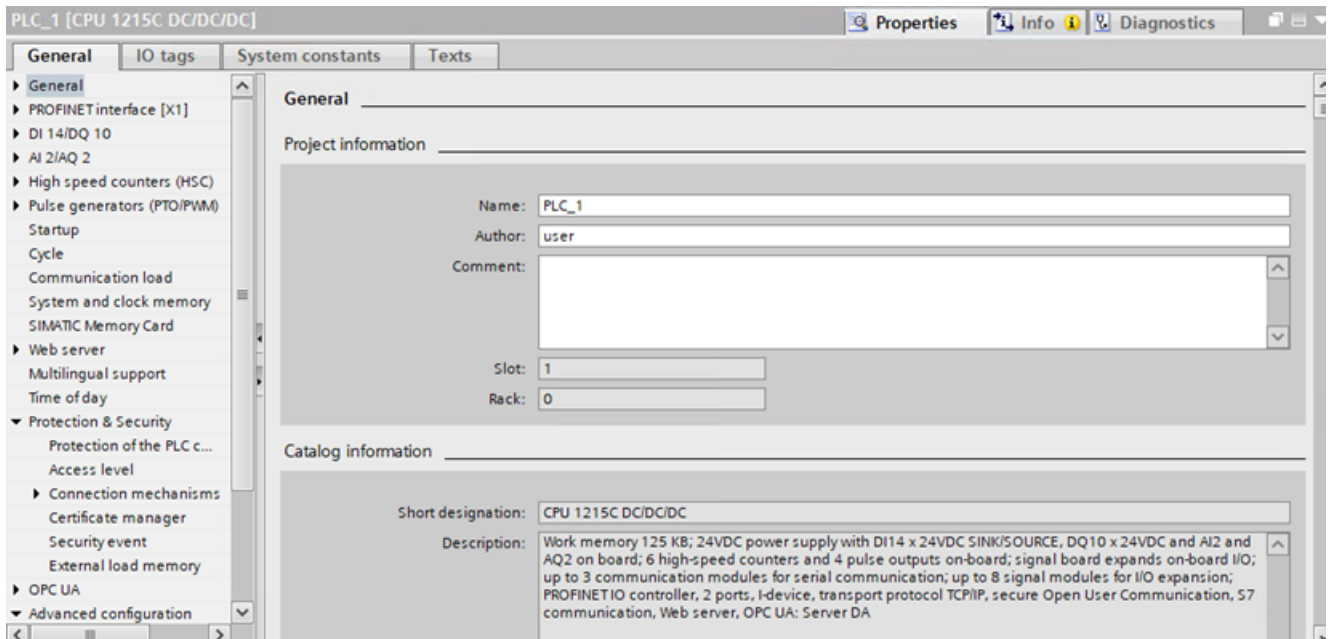 PLC_1 [CPU 1215C DC/DC/DC]
Properties
Info
Diagnostics
General
IO tags
System constants
Texts
General
PROFINET interface [X1]
DI 14/DQ 10
AI 2/AQ 2
High speed counters (HSC)
Pulse generators (PTO/PWM)
Startup
Cycle
Communication load
System and clock memory
SIMATIC Memory Card
Web server
Multilingual support
Time of day
Protection & Security
Protection of the PLC c...
Access level
Connection mechanisms
Certificate manager
Security event
External load memory
OPC UA
Advanced configuration
General
Project information
Name: PLC_1
Author: user
Comment:
Slot: 1
Rack: 0
Catalog information
Short designation: CPU 1215C DC/DC/DC
Description: Work memory 125 KB; 24VDC power supply with DI14 x 24VDC SINK/SOURCE, DQ10 x 24VDC and AI2 and
AQ2 on board; 6 high-speed counters and 4 pulse outputs on-board; signal board expands on-board I/O;
up to 3 communication modules for serial communication; up to 8 signal modules for I/O expansion;
PROFINET IO controller, 2 ports, I-device, transport protocol TCP/IP, secure Open User Communication, S7
communication, Web server, OPC UA: Server DA